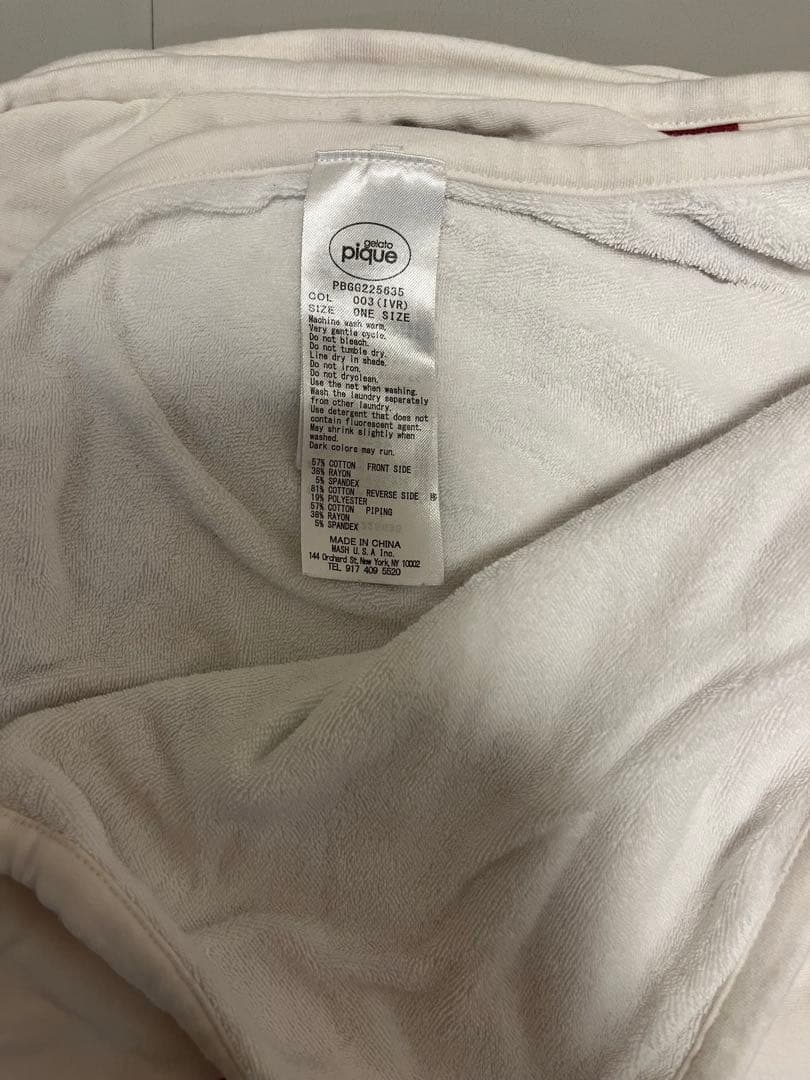 gelato
pique
PBGG225635
COL 003(IVR)
SIZE ONE SIZE
Machine wash warm.
Very gentle cycle.
Do not bleach.
Do not tumble dry.
Line dry in shade.
Do not iron.
Do not dryclean.
Use the net when washing.
Wash the laundry separately
from other laundry.
Use detergent that does not
contain fluorescent agent.
May shrink slightly when
washed.
Dark colors may run.
57% COTTON FRONT SIDE
38% RAYON
5% SPANDEX
81% COTTON REVERSE SIDE
19% POLYESTER
57% COTTON PIPING
38% RAYON
5% SPANDEX
MADE IN CHINA
MASH U.S.A Inc.
144 Orchard St, New York, NY 10002
TEL 917 409 5520